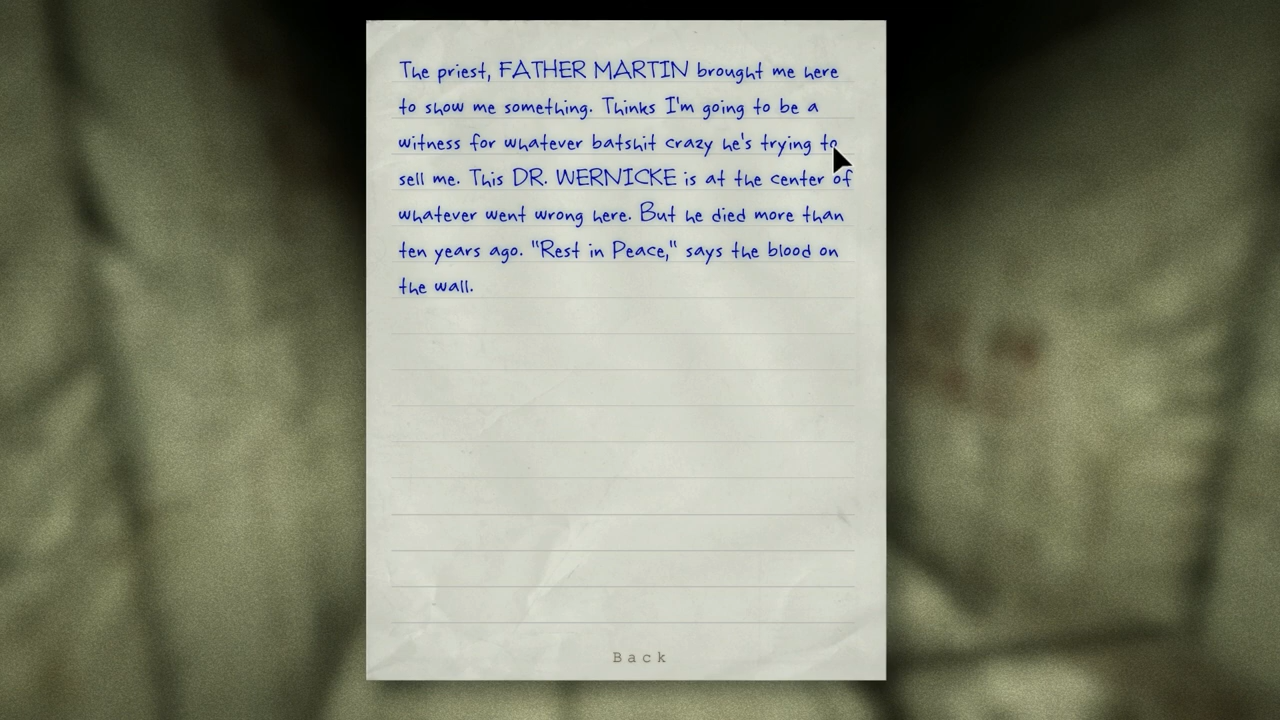 The priest, FATHER MARTIN brought me here
to show me something. Thinks I'm going to be a
witness for whatever batshit crazy he's trying to
sell me. This DR. WERNICKE is at the center of
whatever went wrong here. But he died more than
ten years ago. "Rest in Peace," says the blood on
the wall.
Back